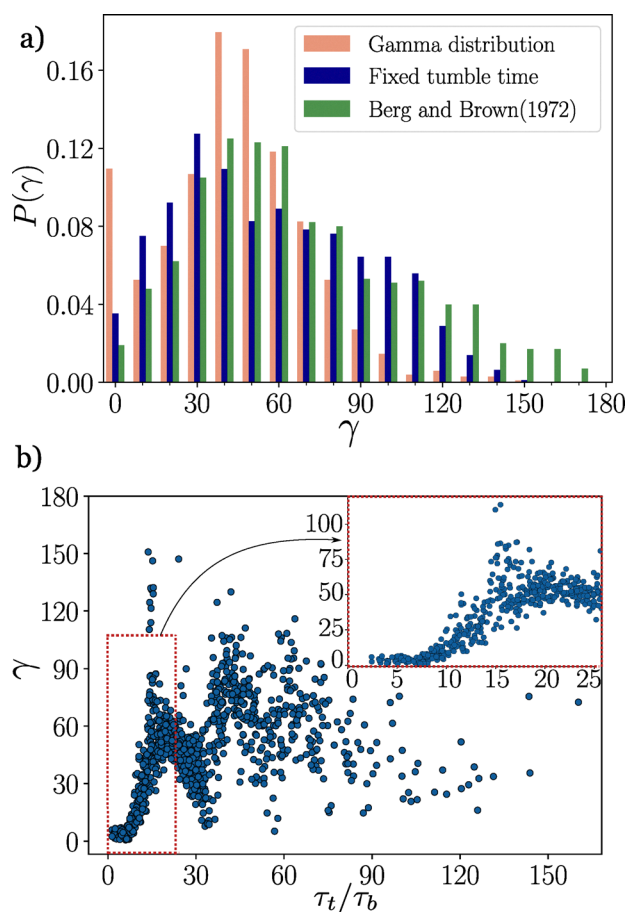 a)
Gamma distribution
Fixed tumble time
Berg and Brown(1972)
P(γ)
0.16
0.12
0.08
0.04
0.00
0 30 60 90 120 150 180
γ
b)
180
150
120
90
60
30
0
γ
100
75
50
25
0
0 5 10 15 20 25
0 30 60 90 120 150
τt/τb